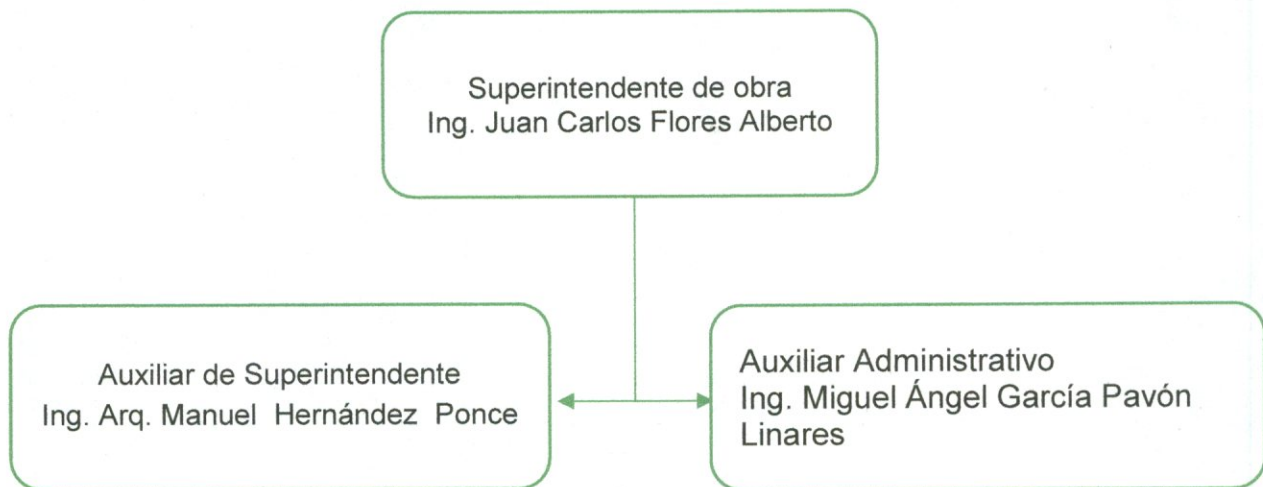 Superintendente de obra
Ing. Juan Carlos Flores Alberto
Auxiliar de Superintendente
Ing. Arq. Manuel Hernández Ponce
Auxiliar Administrativo
Ing. Miguel Ángel García Pavón
Linares